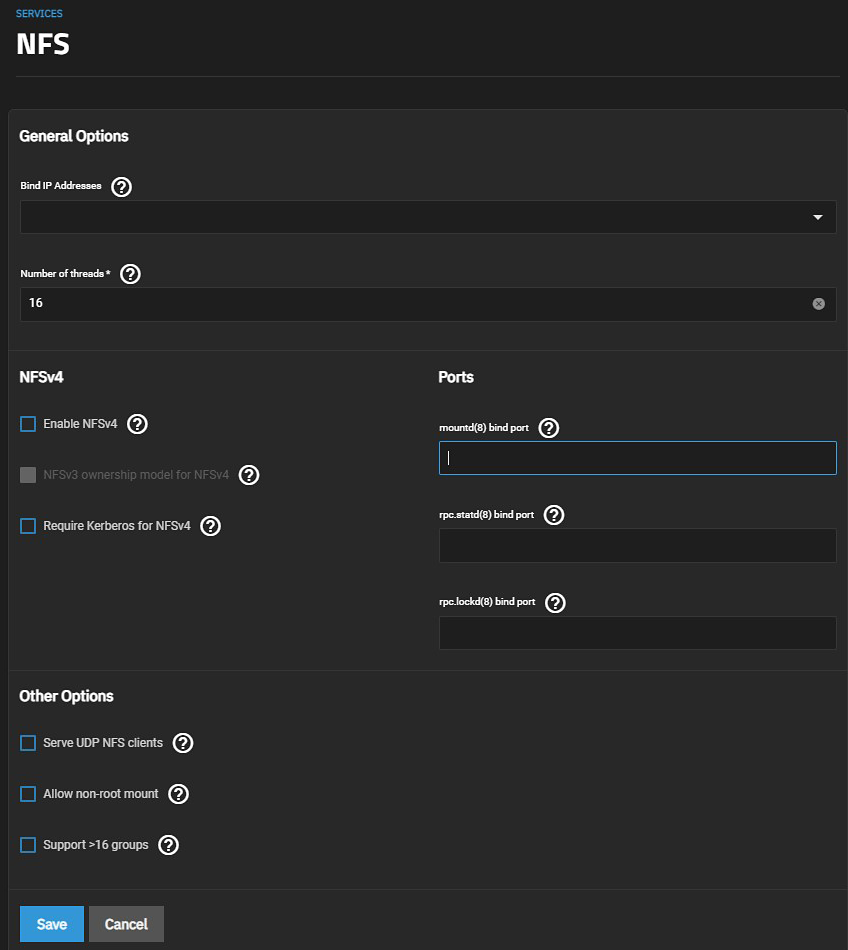 SERVICES
NFS
General Options
Bind IP Addresses ?
Number of threads * ?
16
NFSv4
Enable NFSv4 ?
NFSv3 ownership model for NFSv4 ?
Require Kerberos for NFSv4 ?
Ports
mountd(8) bind port ?
rpc.statd(8) bind port ?
rpc.lockd(8) bind port ?
Other Options
Serve UDP NFS clients ?
Allow non-root mount ?
Support >16 groups ?
Save Cancel